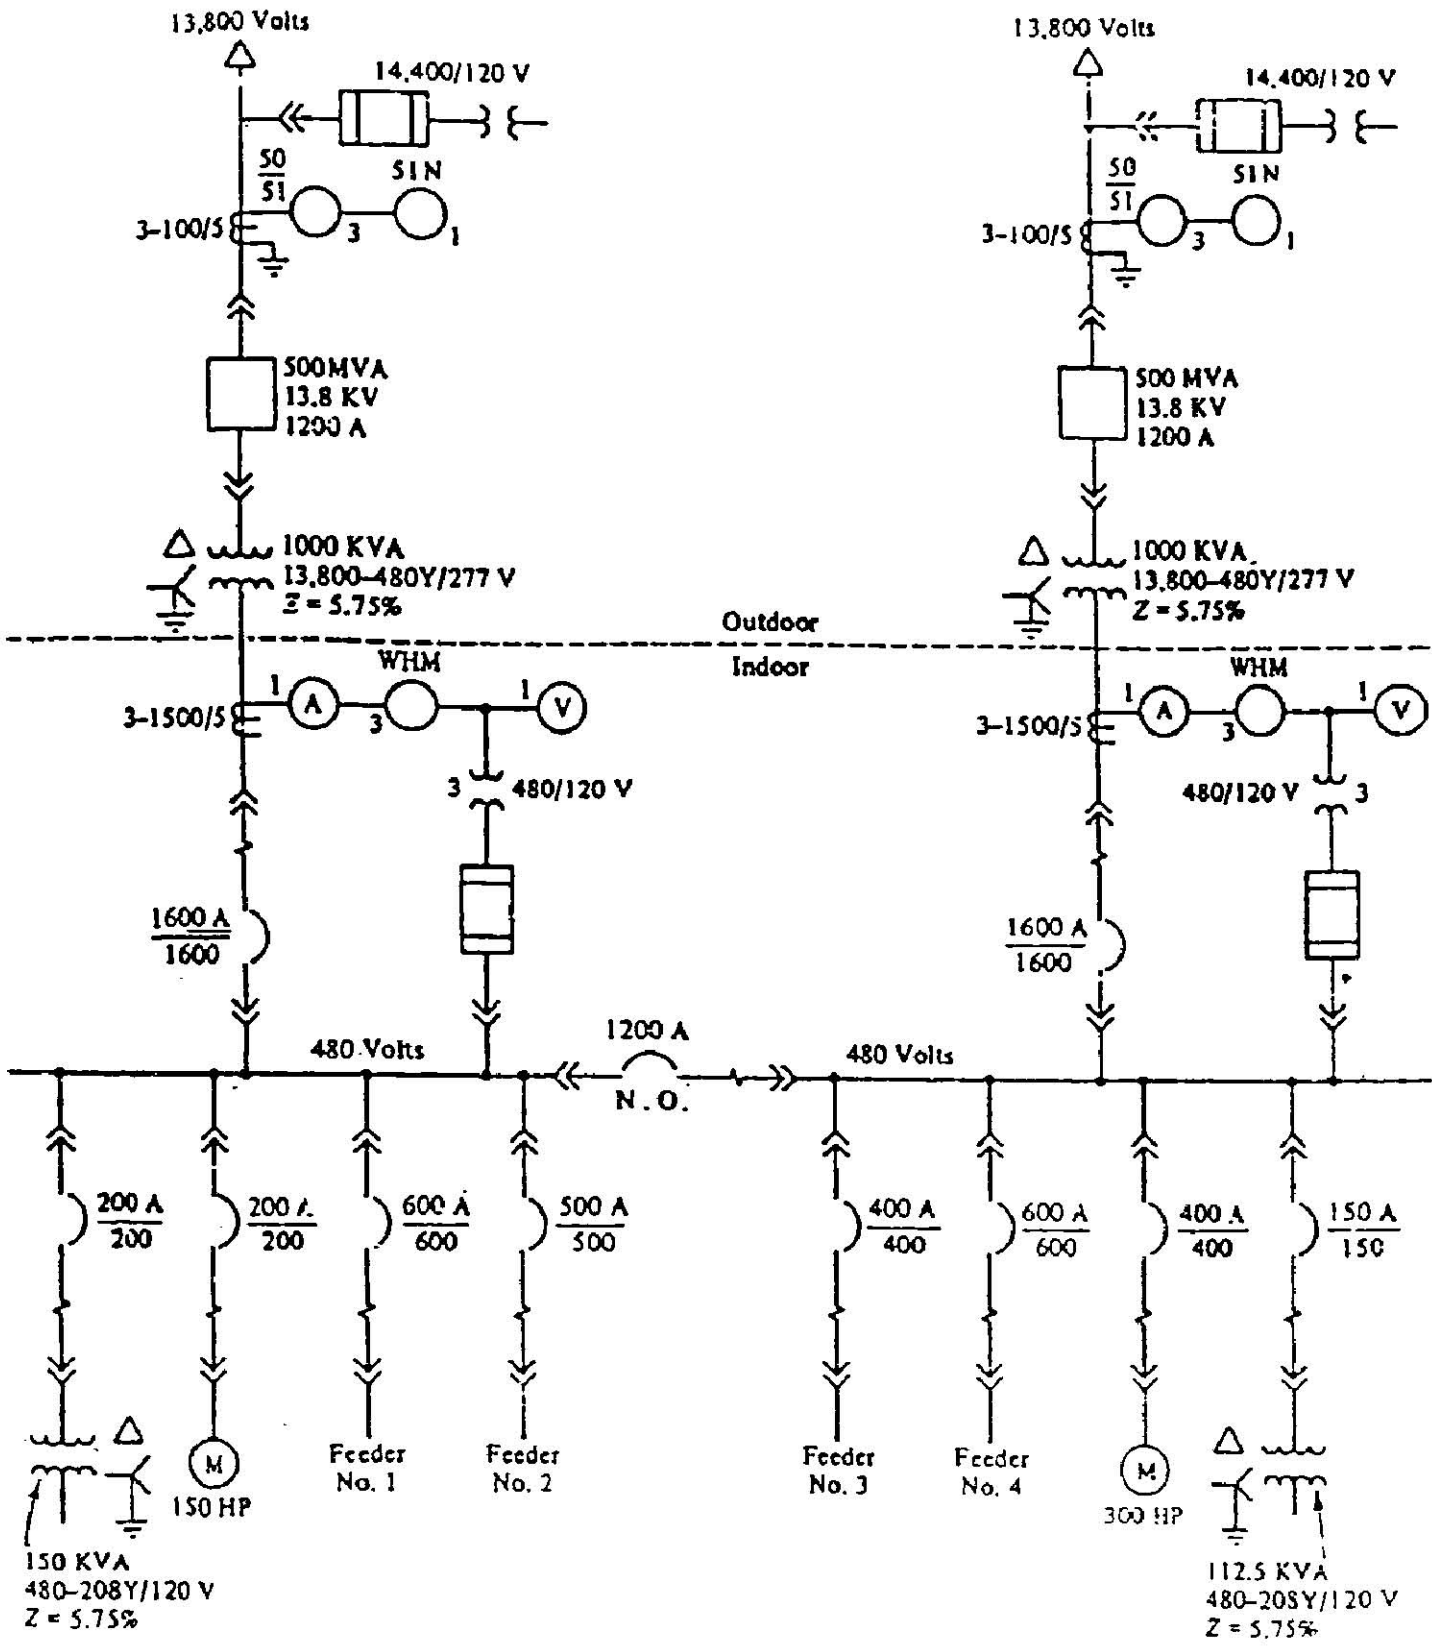 13,800 Volts
14,400/120 V
50
51
51N
3-100/5
3
1
500MVA
13.8 KV
1200 A
1000 KVA
13,800-480Y/277 V
Z = 5.75%
13,800 Volts
14,400/120 V
50
51
51N
3-100/5
3
1
500 MVA
13.8 KV
1200 A
1000 KVA
13,800-480Y/277 V
Z = 5.75%
Outdoor
Indoor
WHM
1
A
3
1
V
3-1500/5
3
480/120 V
1600 A
1600
WHM
1
A
3
1
V
3-1500/5
480/120 V
3
1600 A
1600
480 Volts
1200 A
N.O.
480 Volts
200 A
200
200 A
200
600 A
600
500 A
500
400 A
400
600 A
600
400 A
400
150 A
150
M
150 HP
Feeder
No. 1
Feeder
No. 2
Feeder
No. 3
Feeder
No. 4
M
300 HP
150 KVA
480-208Y/120 V
Z = 5.75%
112.5 KVA
480-208Y/120 V
Z = 5.75%